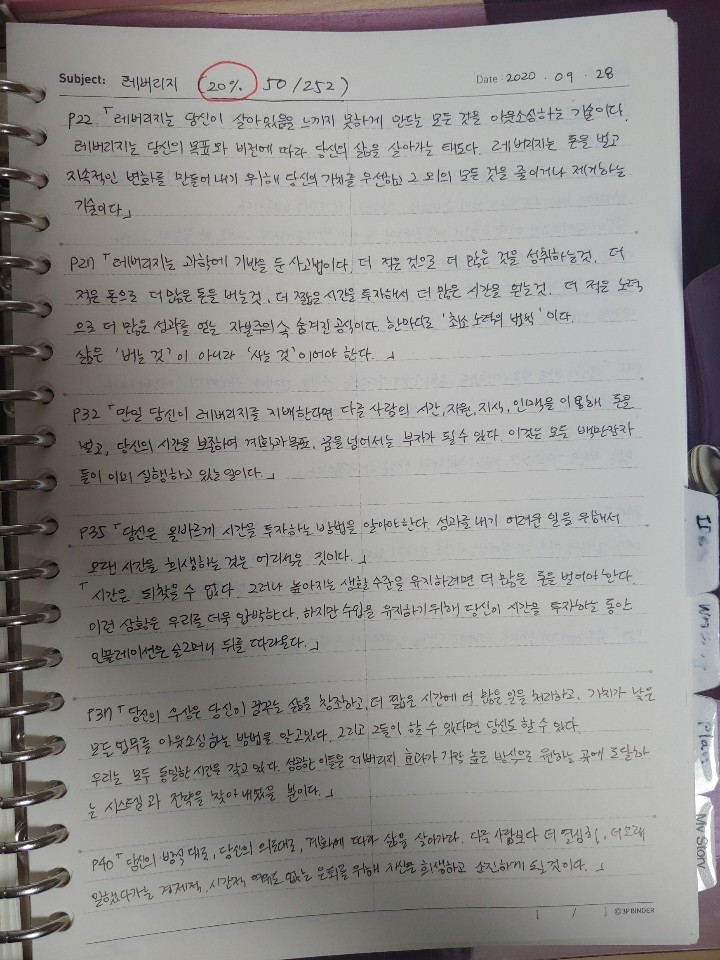 Subject: 레버리지 (20% 50/252) Date: 2020 . 09 . 28
P22. 「레버리지는 당신이 살아있음을 느끼지 못하게 만드는 모든 것을 아웃소싱하는 기술이다.
레버리지는 당신의 목표와 비전에 따라 당신의 삶을 살아가는 태도다. 레버리지는 돈을 벌고
지속적인 변화를 만들어 내기 위해 당신의 가치를 우선하고 그 외의 모든 것을 줄이거나 제거하는
기술이다」
P27 「레버리지는 과학에 기반을 둔 사고법이다. 더 적은 것으로 더 많은 것을 성취하는것. 더
적은 돈으로 더 많은 돈을 버는것, 더 짧은 시간을 투자해서 더 많은 시간을 얻는것. 더 적은 노력
으로 더 많은 성과를 얻는 자본주의 속 숨겨진 공식이다. 한마디로 '최소 노력의 법칙' 이다.
삶은 '버는 것'이 아니라 '사는 것'이어야 한다. 」
P32 「만일 당신이 레버리지를 지배한다면 다른 사람의 시간, 자원, 지식, 인맥을 이용해 돈을
벌고, 당신의 시간을 보존하여 계획과 목표, 꿈을 넘어서는 부자가 될 수 있다. 이것은 모든 백만장자
들이 이미 실행하고 있는 일이다.」
P35 「당신은 올바르게 시간을 투자하는 방법을 알아야한다. 성과를 내기 어려운 일을 위해서
오랜 시간을 희생하는 것은 어리석은 짓이다.」
「시간은 되찾을 수 없다. 그러나 높아지는 생활 수준을 유지하려면 더 많은 돈을 벌어야 한다.
이런 상황은 우리를 더욱 압박한다. 하지만 수입을 유지하기 위해 당신이 시간을 투자하는 동안
인플레이션은 슬그머니 뒤를 따라온다.」
P37 「당신의 우상은 당신이 꿈꾸는 삶을 창조하고, 더 짧은 시간에 더 많은 일을 처리하고, 가치가 낮은
모든 업무를 아웃소싱하는 방법을 알고있다. 그리고 그들이 할 수 있다면 당신도 할 수 있다.
우리는 모두 동일한 시간을 갖고 있다. 성공한 이들은 레버리지 효과가 가장 높은 방식으로 원하는 곳에 도달하
는 시스템과 전략을 찾아 내었을 뿐이다.」
P40 「당신의 방식대로, 당신의 의도대로, 계획에 따라 삶을 살아가라. 다른 사람보다 더 열심히, 더 오래
일했다가는 경제적, 시간적 여유도 없는 은퇴를 위해 자신을 희생하고 소진하게 될 것이다. 」
/
©3P BINDER
Plan
My Story